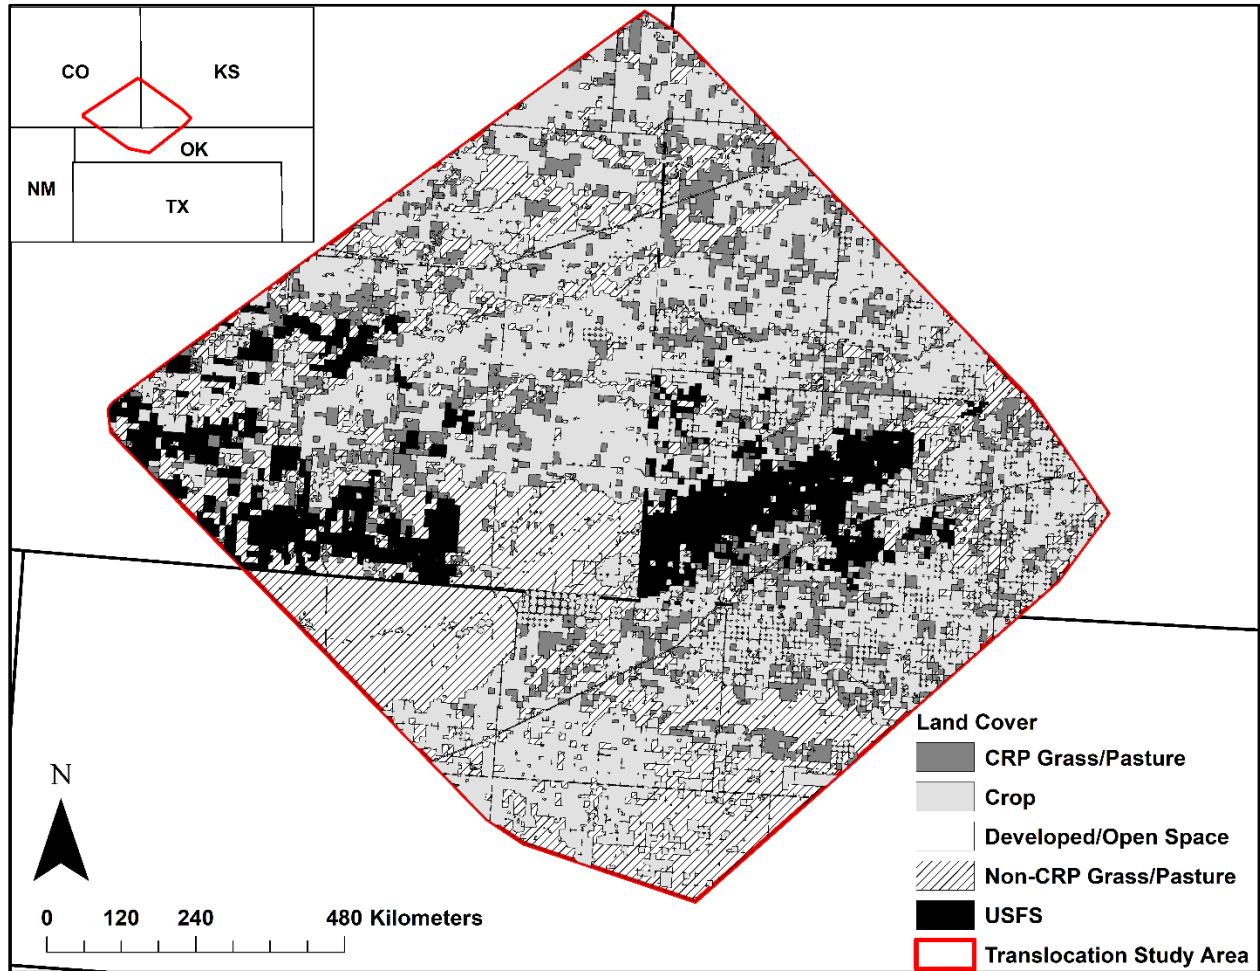 CO
KS
OK
NM
TX
Land Cover
CRP Grass/Pasture
Crop
Developed/Open Space
Non-CRP Grass/Pasture
USFS
Translocation Study Area
N
0 120 240 480 Kilometers